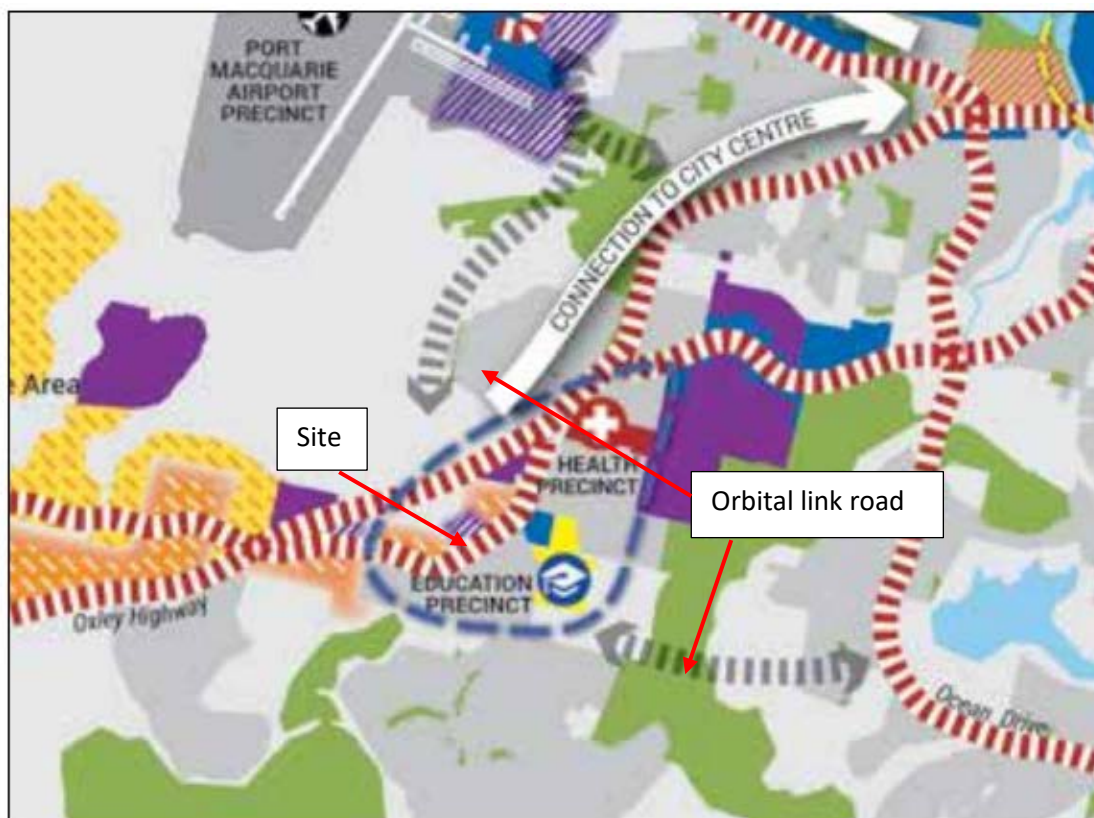 PORT
MACQUARIE
AIRPORT
PRECINCT
CONNECTION TO CITY CENTRE
e Area
Site
HEALTH
PRECINCT
Orbital link road
EDUCATION
PRECINCT
Oxley Highway
Ocean Drive